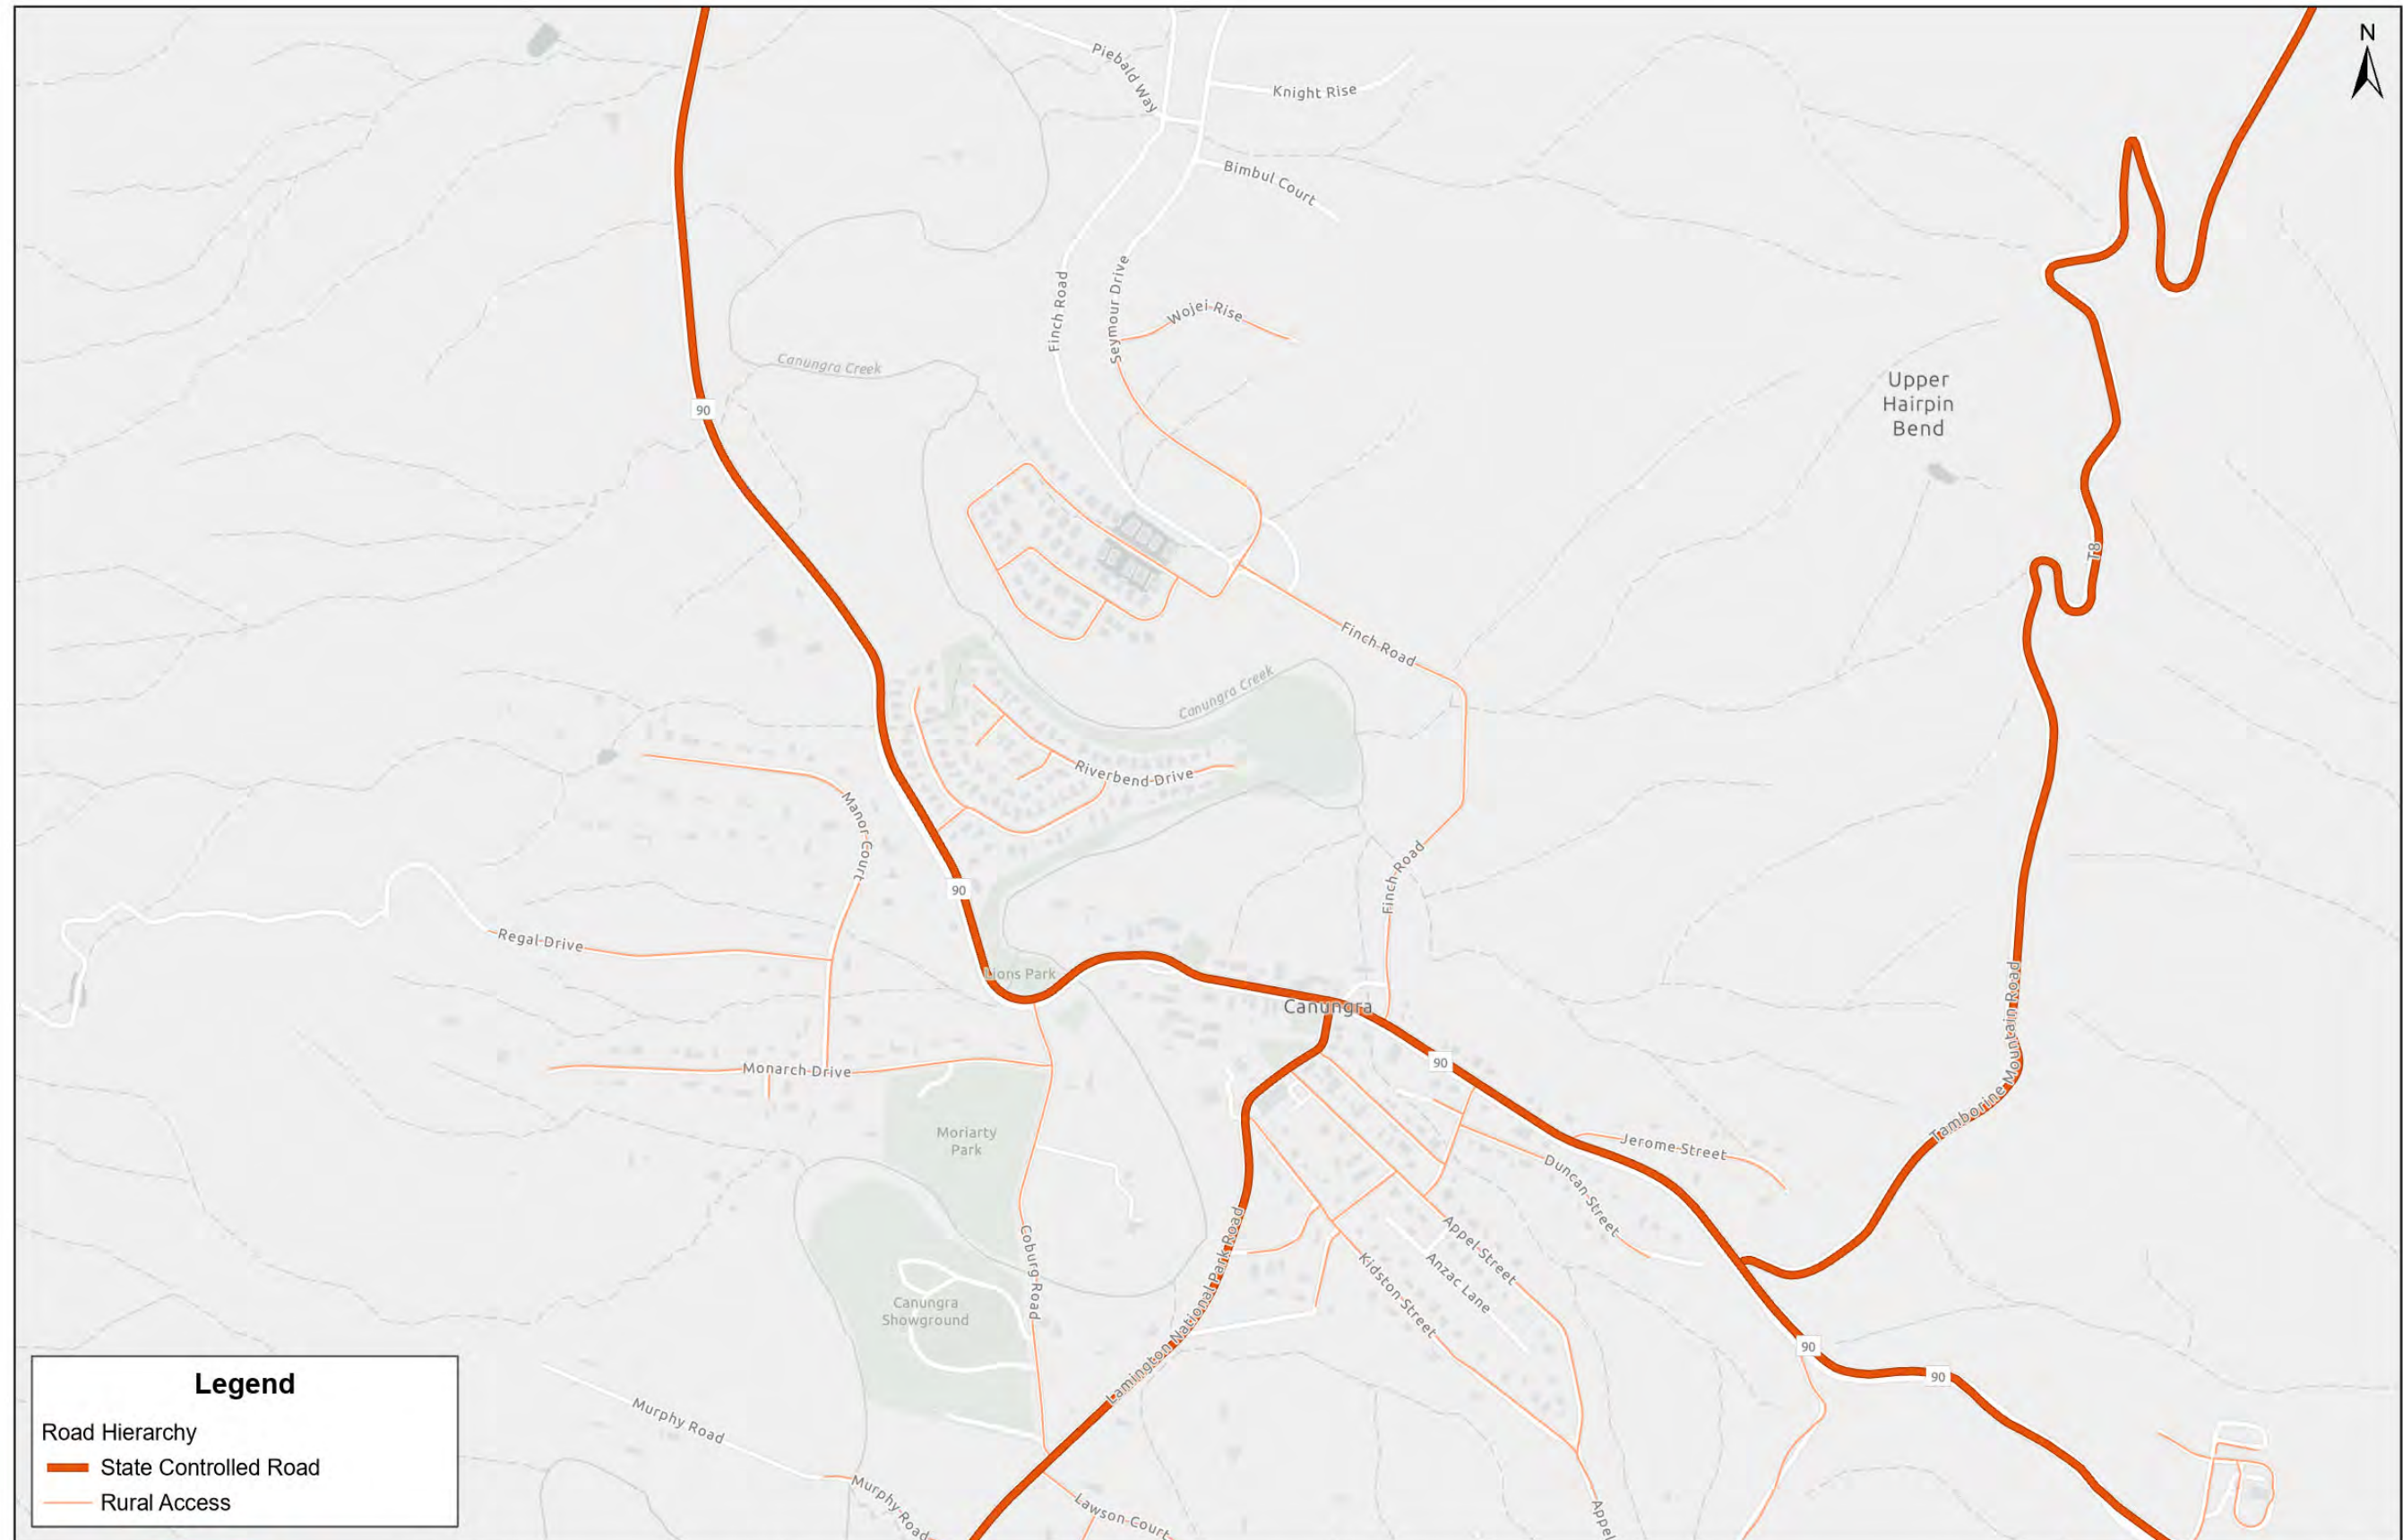 N
Piebald Way
Knight Rise
Bimbul Court
Finch Road
Seymour Drive
Wojei Rise
Canungra Creek
90
Upper
Hairpin
Bend
T8
Finch Road
Canungra Creek
Riverbend Drive
Manor Court
Finch Road
90
Regal Drive
Lions Park
Canungra
Tamborine Mountain Road
90
Monarch Drive
Moriarty
Park
Jerome Street
Duncan Street
Coburg Road
Lamington National Park Road
Appel Street
Anzac Lane
Kidston Street
Canungra
Showground
90
90
Murphy Road
Murphy Road
Lawson Court
Appel
Legend
Road Hierarchy
State Controlled Road
Rural Access